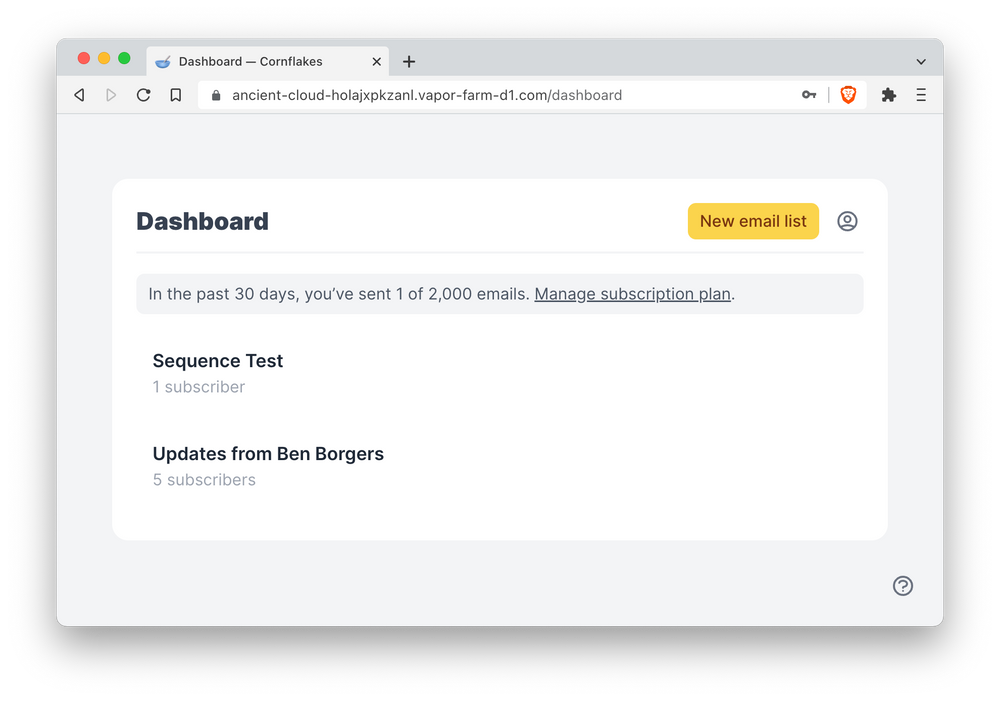 Dashboard — Cornflakes
ancient-cloud-holajxpkzanl.vapor-farm-d1.com/dashboard
Dashboard
New email list
In the past 30 days, you’ve sent 1 of 2,000 emails. Manage subscription plan.
Sequence Test
1 subscriber
Updates from Ben Borgers
5 subscribers